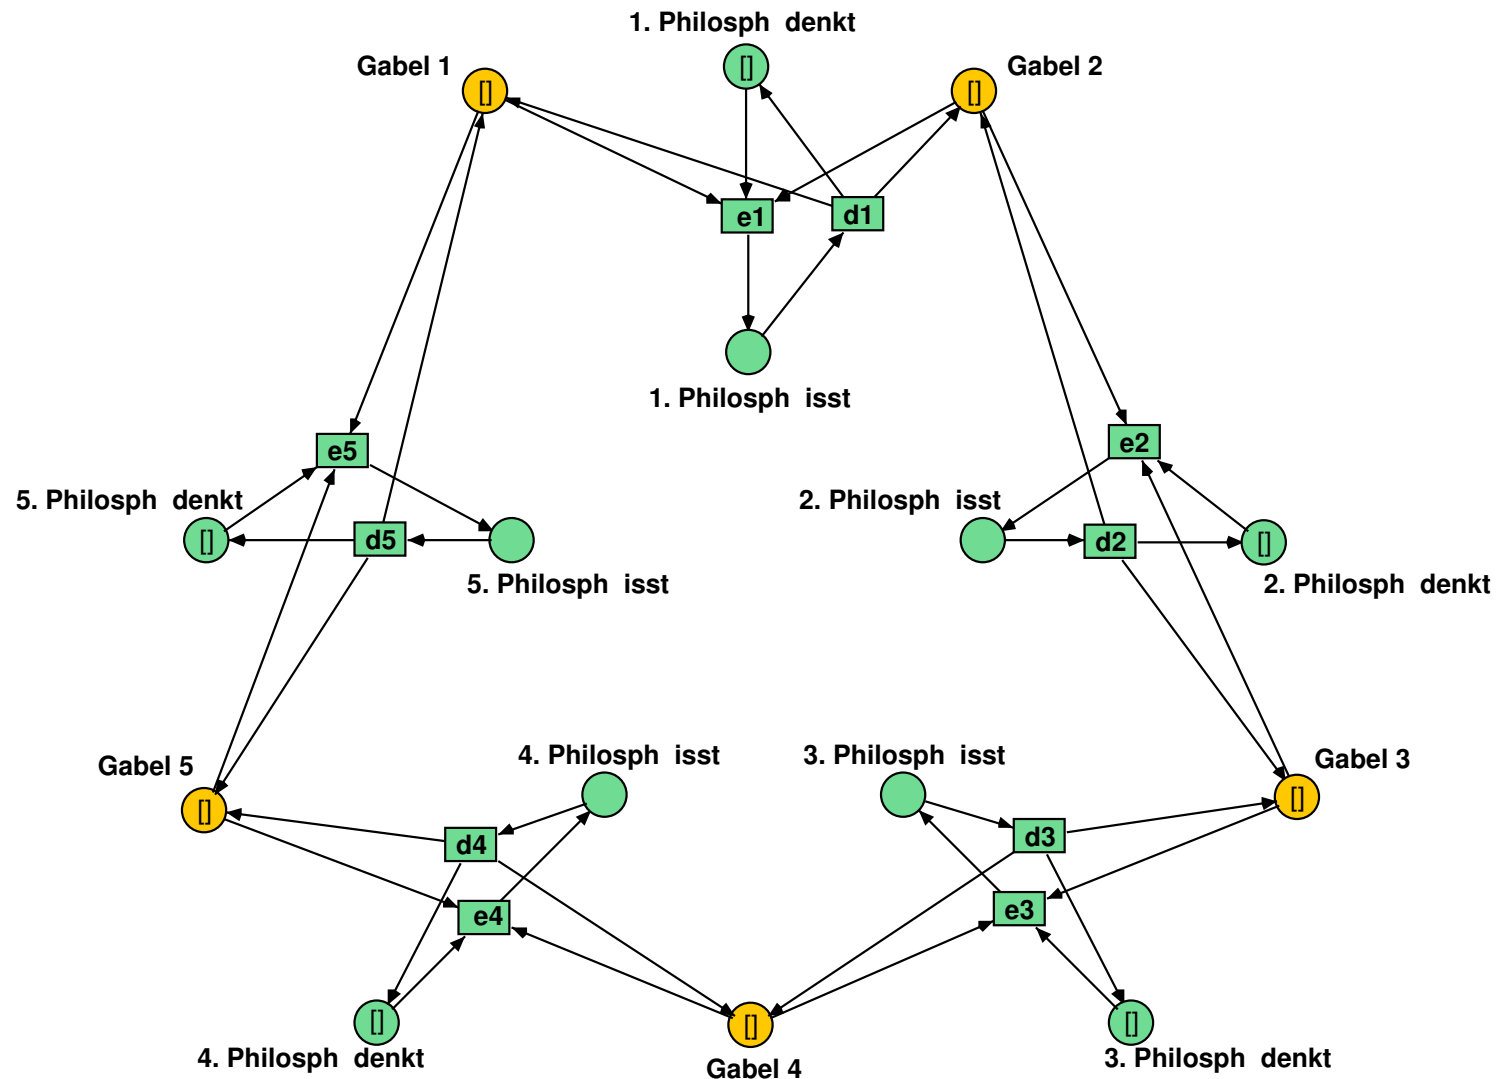 1. Philosph denkt
Gabel 1
[]
Gabel 2
[]
[]
e1
d1
1. Philosph isst
e5
e2
5. Philosph denkt
2. Philosph isst
[]
d5
d2
[]
5. Philosph isst
2. Philosph denkt
4. Philosph isst
3. Philosph isst
Gabel 3
Gabel 5
[]
[]
d4
d3
e4
e3
[]
[]
[]
4. Philosph denkt
3. Philosph denkt
Gabel 4